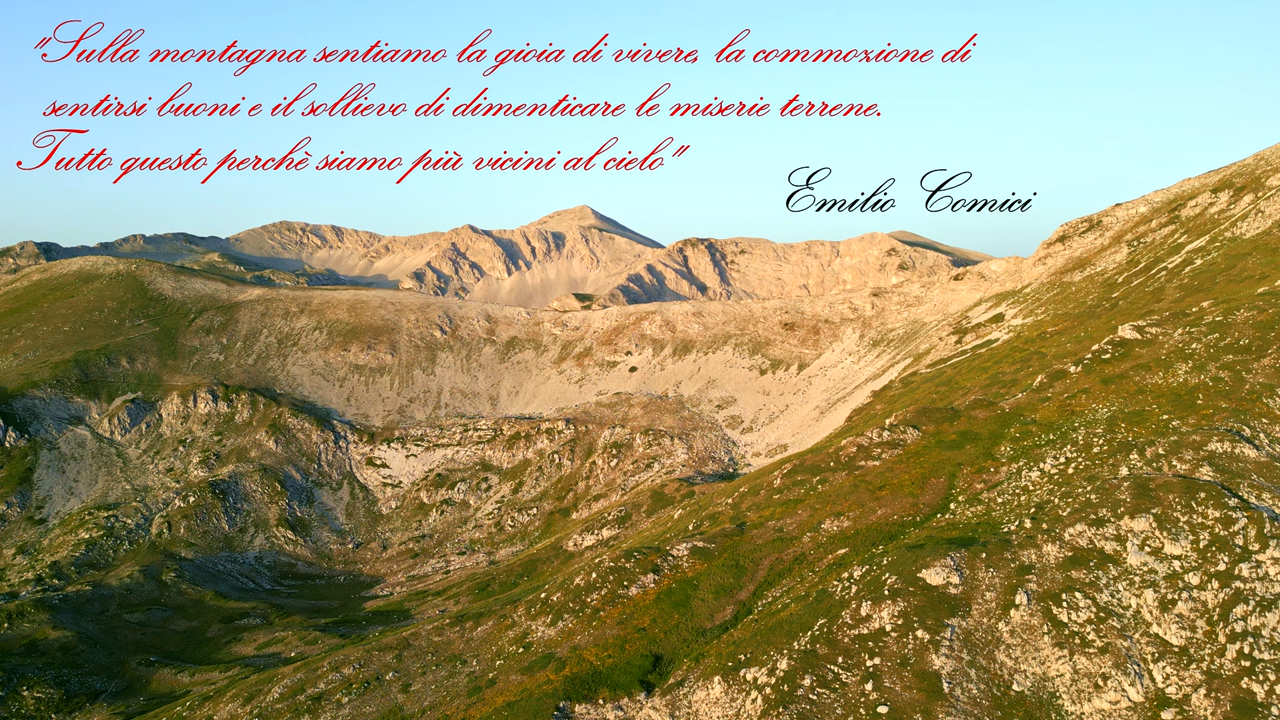 "Sulla montagna sentiamo la gioia di vivere, la commozione di
sentirsi buoni e il sollievo di dimenticare le miserie terrene.
Tutto questo perchè siamo più vicini al cielo"
Emilio Comici